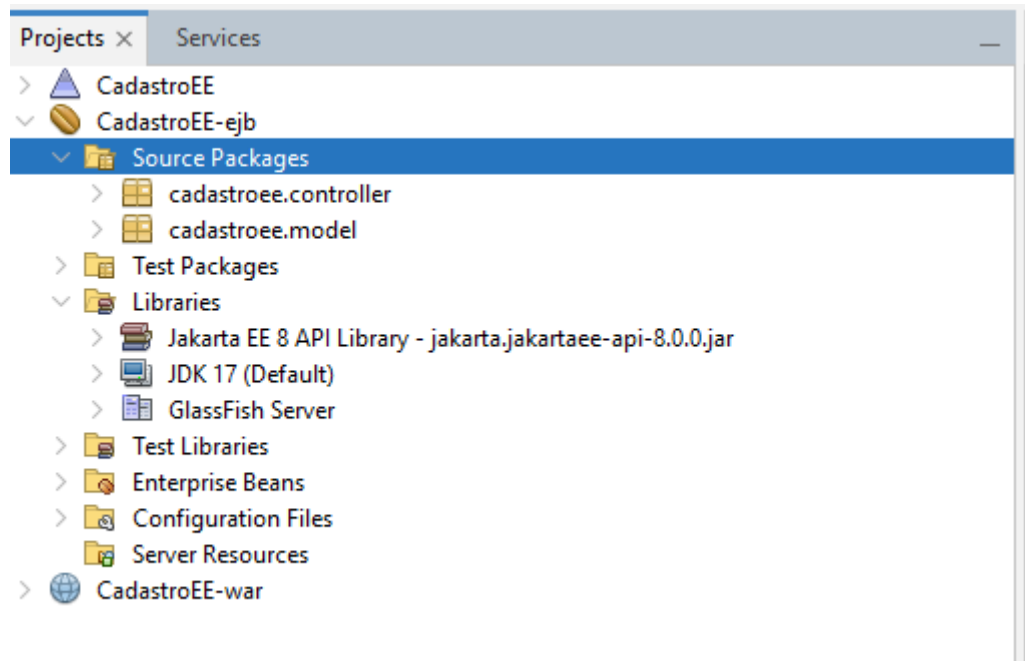 Projects Services
CadastroEE
CadastroEE-ejb
Source Packages
cadastroee.controller
cadastroee.model
Test Packages
Libraries
Jakarta EE 8 API Library - jakarta.jakartaee-api-8.0.0.jar
JDK 17 (Default)
GlassFish Server
Test Libraries
Enterprise Beans
Configuration Files
Server Resources
CadastroEE-war